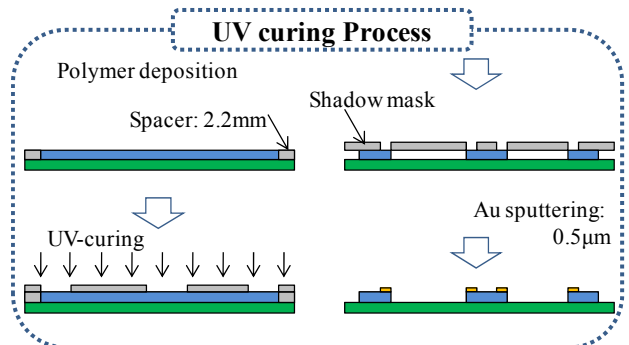 UV curing Process
Polymer deposition
Spacer: 2.2mm
UV-curing
Shadow mask
Au sputtering:
0.5μm